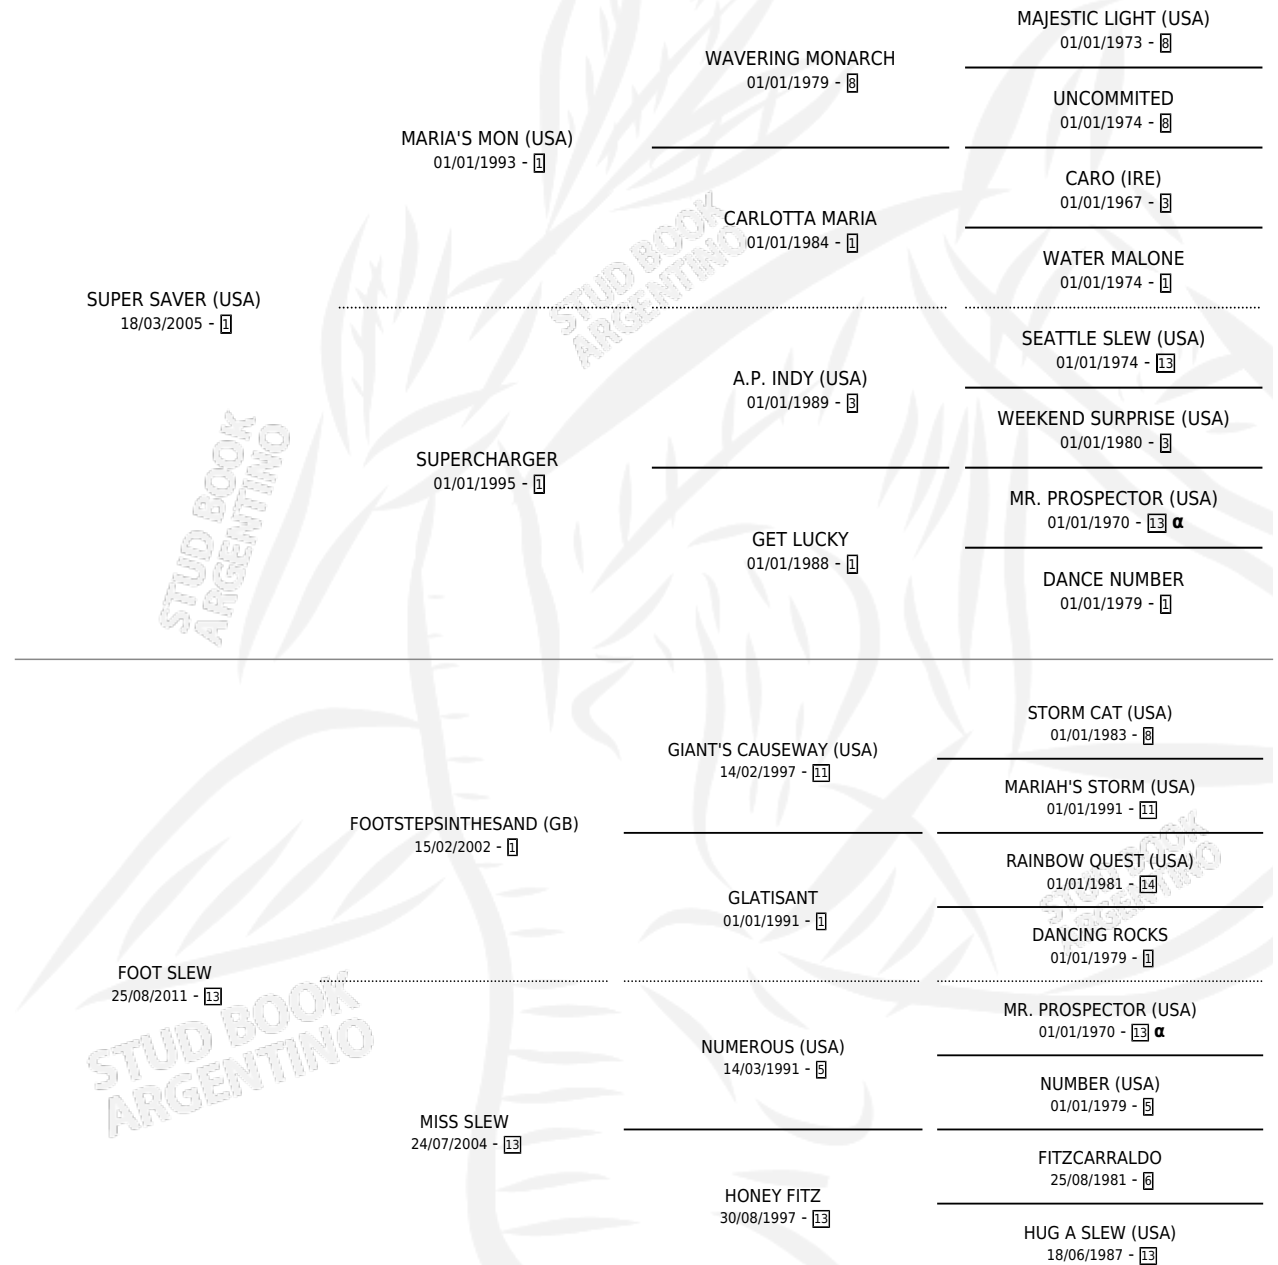 MAJESTIC LIGHT (USA)
01/01/1973 - 8
WAVERING MONARCH
01/01/1979 - 8
UNCOMMITED
01/01/1974 - 8
MARIA'S MON (USA)
01/01/1993 - 1
CARO (IRE)
01/01/1967 - 3
CARLOTTA MARIA
01/01/1984 - 1
WATER MALONE
01/01/1974 - 1
SUPER SAVER (USA)
18/03/2005 - 1
SEATTLE SLEW (USA)
01/01/1974 - 13
A.P. INDY (USA)
01/01/1989 - 3
WEEKEND SURPRISE (USA)
01/01/1980 - 3
SUPERCHARGER
01/01/1995 - 1
MR. PROSPECTOR (USA)
01/01/1970 - 13 α
GET LUCKY
01/01/1988 - 1
DANCE NUMBER
01/01/1979 - 1
STORM CAT (USA)
01/01/1983 - 8
GIANT'S CAUSEWAY (USA)
14/02/1997 - 11
MARIAH'S STORM (USA)
01/01/1991 - 11
FOOTSTEPSINTHESAND (GB)
15/02/2002 - 1
RAINBOW QUEST (USA)
01/01/1981 - 14
GLATISANT
01/01/1991 - 1
DANCING ROCKS
01/01/1979 - 1
FOOT SLEW
25/08/2011 - 13
MR. PROSPECTOR (USA)
01/01/1970 - 13 α
NUMEROUS (USA)
14/03/1991 - 5
NUMBER (USA)
01/01/1979 - 5
MISS SLEW
24/07/2004 - 13
FITZCARRALDO
25/08/1981 - 6
HONEY FITZ
30/08/1997 - 13
HUG A SLEW (USA)
18/06/1987 - 13
STUD BOOK
ARGENTINO
STUD BOOK
ARGENTINO
STUD BOOK
ARGENTINO
STUD BOOK
ARGENTINO